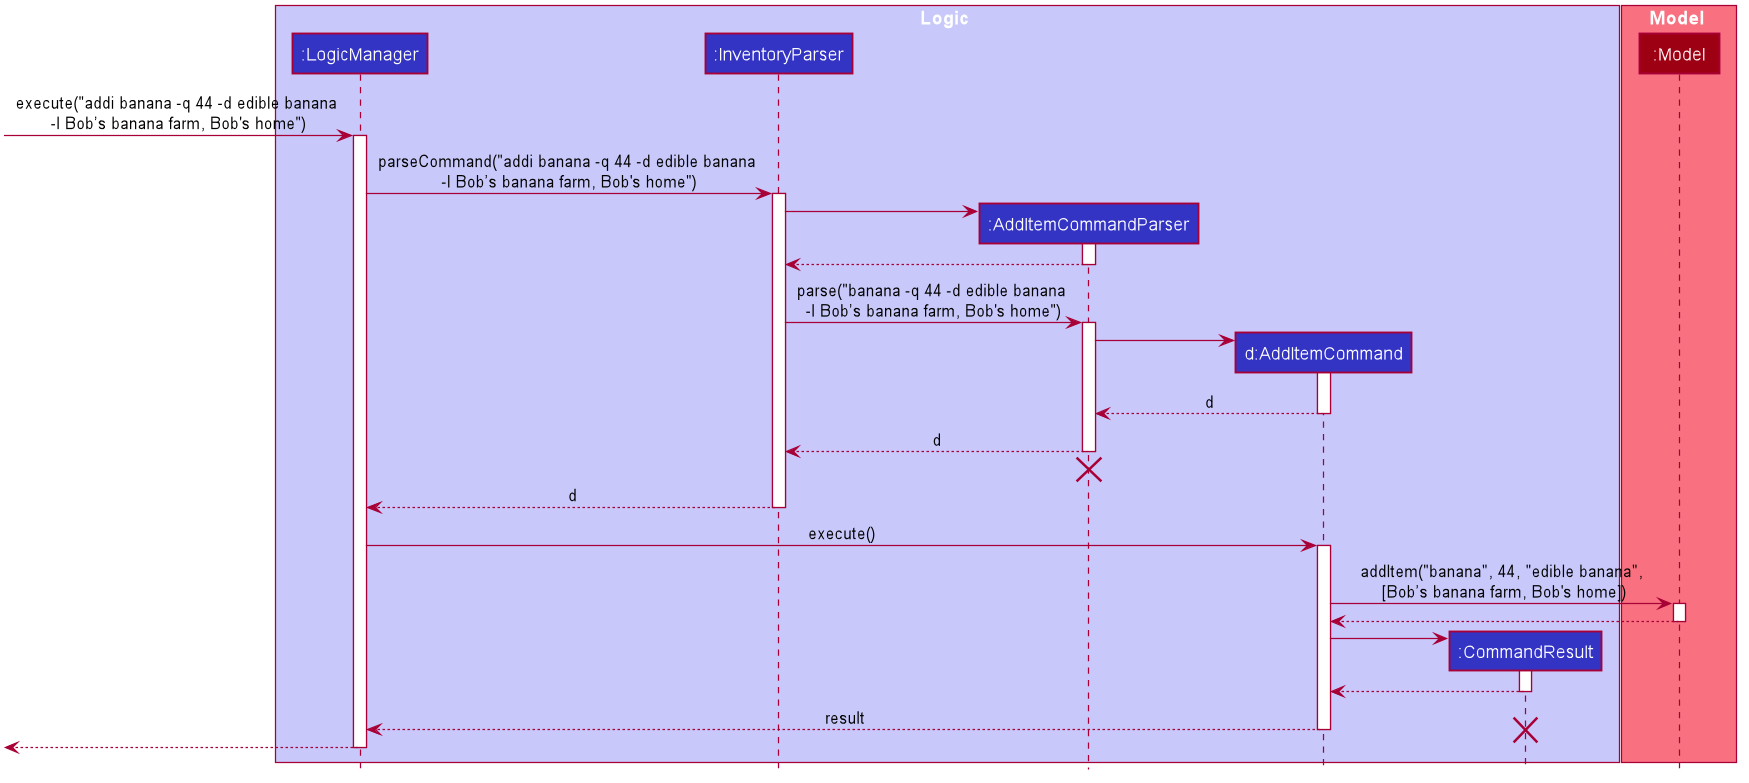 Logic
Model
:LogicManager
:InventoryParser
:Model
execute("addi banana -q 44 -d edible banana
-l Bob's banana farm, Bob's home")
parseCommand("addi banana -q 44 -d edible banana
-l Bob's banana farm, Bob's home")
:AddItemCommandParser
parse("banana -q 44 -d edible banana
-l Bob's banana farm, Bob's home")
d:AddItemCommand
d
d
d
execute()
addItem("banana", 44, "edible banana",
[Bob's banana farm, Bob's home])
:CommandResult
result